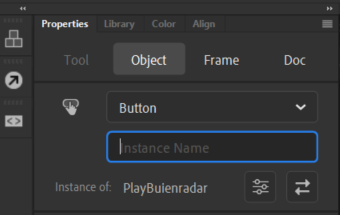 Properties Library Color Align
Tool Object Frame Doc
Button
Instance Name
Instance of: PlayBuienradar